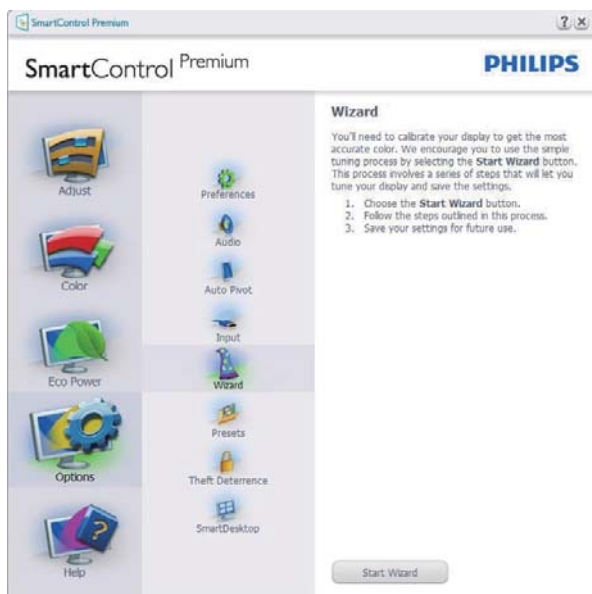 SmartControl Premium
SmartControl Premium
PHILIPS
Adjust
Color
Eco Power
Options
Help
Preferences
Audio
Auto Pivot
Input
Wizard
Presets
Theft Deterrence
SmartDesktop
Wizard
You'll need to calibrate your display to get the most
accurate color. We encourage you to use the simple
tuning process by selecting the Start Wizard button.
This process involves a series of steps that will let you
tune your display and save the settings.
1. Choose the Start Wizard button.
2. Follow the steps outlined in this process.
3. Save your settings for future use.
Start Wizard